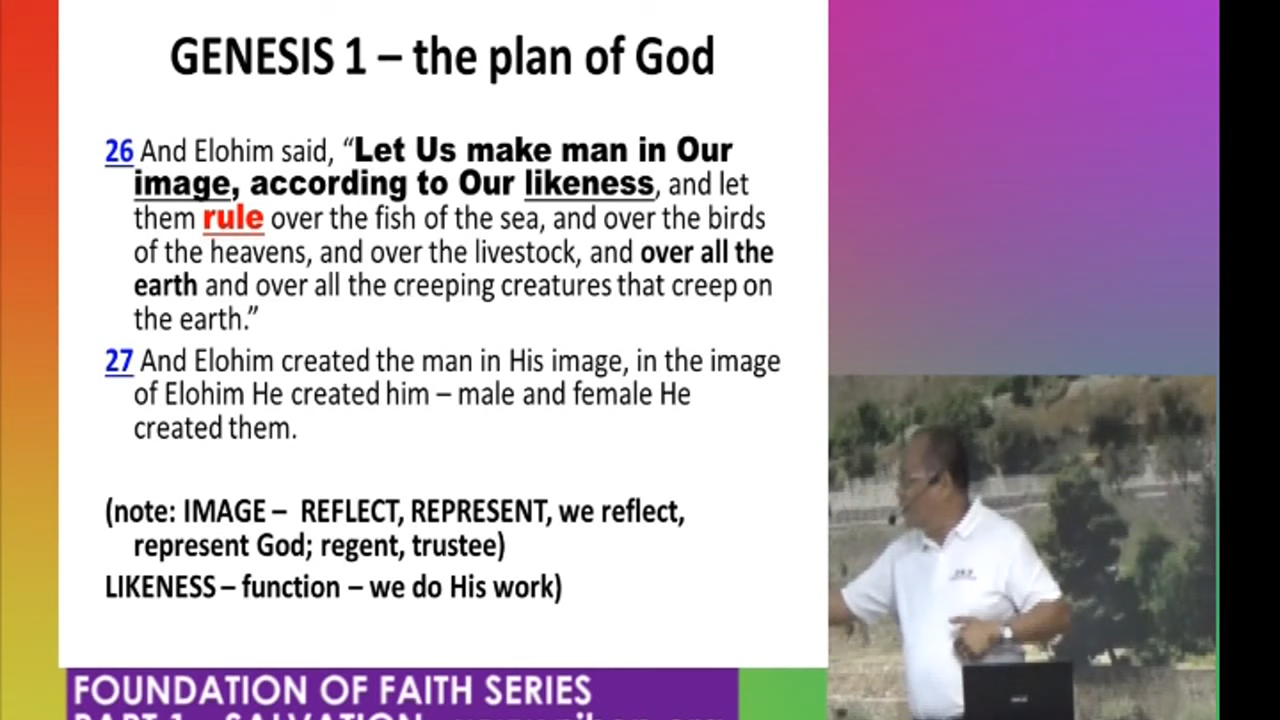 GENESIS 1 – the plan of God
26 And Elohim said, “Let Us make man in Our
image, according to Our likeness, and let
them rule over the fish of the sea, and over the birds
of the heavens, and over the livestock, and over all the
earth and over all the creeping creatures that creep on
the earth.”
27 And Elohim created the man in His image, in the image
of Elohim He created him – male and female He
created them.
(note: IMAGE – REFLECT, REPRESENT, we reflect,
represent God; regent, trustee)
LIKENESS – function – we do His work)
FOUNDATION OF FAITH SERIES
PART 1 – SALVATION